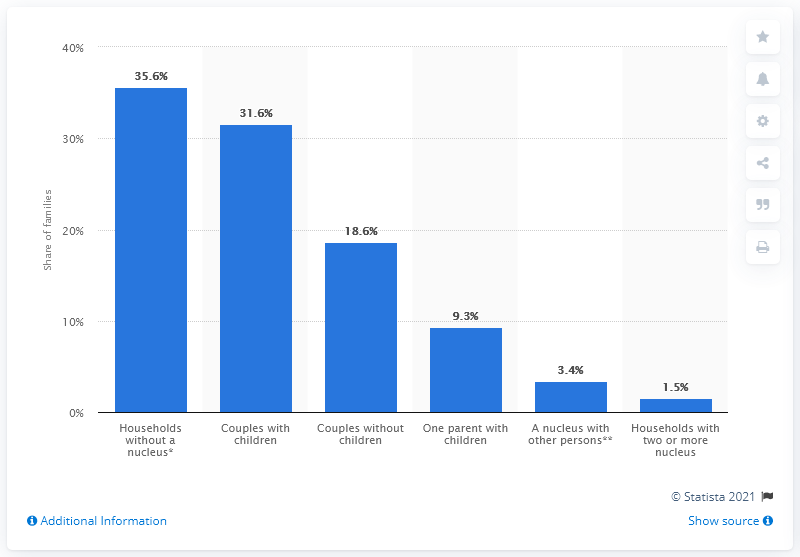 40%
35.6%
31.6%
30%
Share of families
20%
18.6%
10%
9.3%
3.4%
1.5%
0%
Households without a nucleus*
Couples with children
Couples without children
One parent with children
A nucleus with other persons**
Households with two or more nucleus
© Statista 2021
Additional Information
Show source